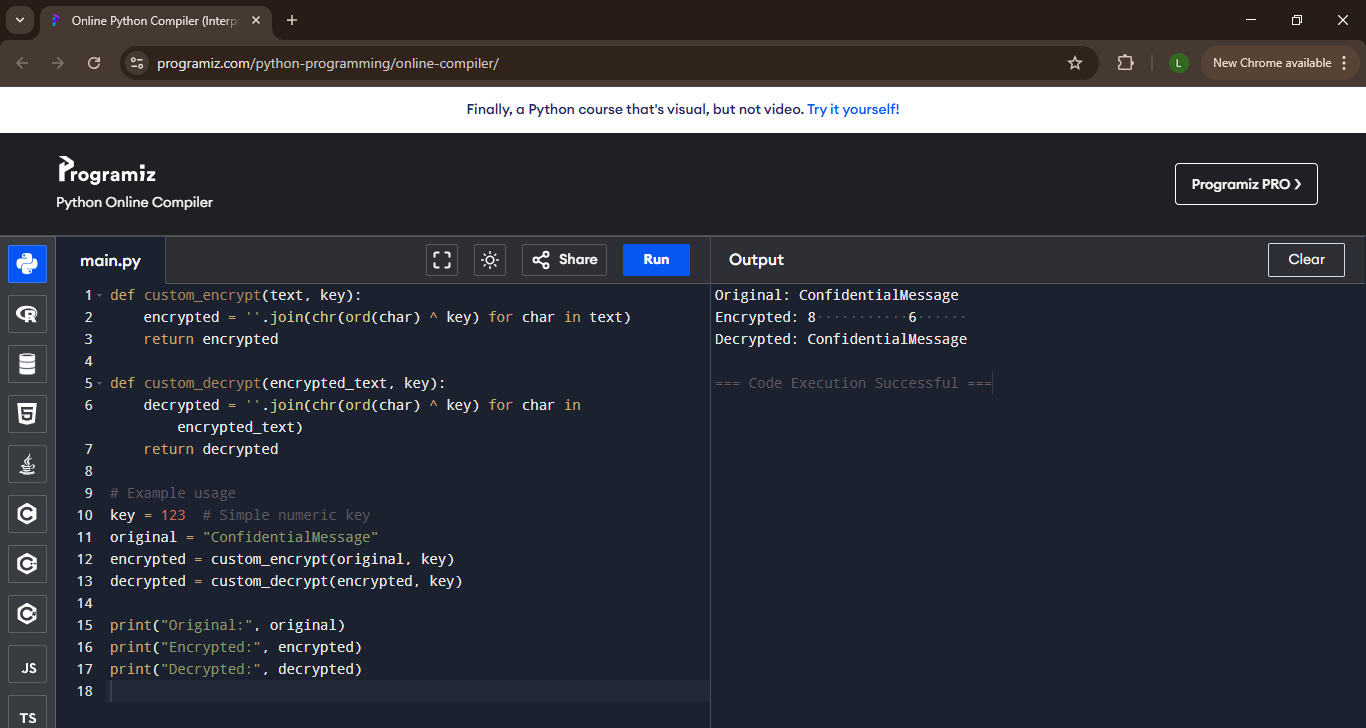 Online Python Compiler (Interp
programiz.com/python-programming/online-compiler/
L
New Chrome available
Finally, a Python course that's visual, but not video. Try it yourself!
Programiz
Python Online Compiler
Programiz PRO ❯
main.py
Share
Run
Output
Clear
1 def custom_encrypt(text, key):
2     encrypted = ''.join(chr(ord(char) ^ key) for char in text)
3     return encrypted
4
5 def custom_decrypt(encrypted_text, key):
6     decrypted = ''.join(chr(ord(char) ^ key) for char in
        encrypted_text)
7     return decrypted
8
9 # Example usage
10 key = 123  # Simple numeric key
11 original = "ConfidentialMessage"
12 encrypted = custom_encrypt(original, key)
13 decrypted = custom_decrypt(encrypted, key)
14
15 print("Original:", original)
16 print("Encrypted:", encrypted)
17 print("Decrypted:", decrypted)
18
Original: ConfidentialMessage
Encrypted: 8···········6······
Decrypted: ConfidentialMessage
=== Code Execution Successful ===
R
5
C
C
C
JS
TS